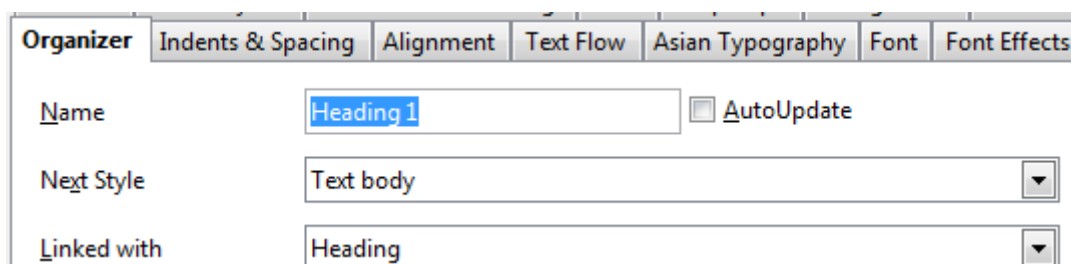 Organizer Indents & Spacing Alignment Text Flow Asian Typography Font Font Effects
Name Heading 1 AutoUpdate
Next Style Text body
Linked with Heading